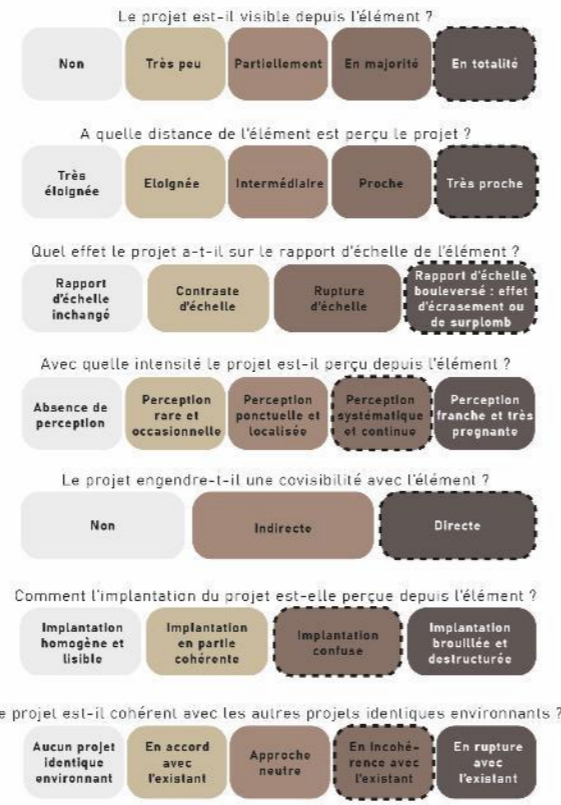 Le projet est-il visible depuis l'élément ?
Non
Très peu
Partiellement
En majorité
En totalité
A quelle distance de l'élément est perçu le projet ?
Très
éloignée
Eloignée
Intermédiaire
Proche
Très proche
Quel effet le projet a-t-il sur le rapport d'échelle de l'élément ?
Rapport
d'échelle
inchangé
Contraste
d'échelle
Rupture
d'échelle
Rapport d'échelle
bouleversé : effet
d'écrasement ou
de surplomb
Avec quelle intensité le projet est-il perçu depuis l'élément ?
Absence de
perception
Perception
rare et
occasionnelle
Perception
ponctuelle et
localisée
Perception
systématique
et continue
Perception
franche et très
pregnante
Le projet engendre-t-il une covisibilité avec l'élément ?
Non
Indirecte
Directe
Comment l'implantation du projet est-elle perçue depuis l'élément ?
Implantation
homogène et
lisible
Implantation
en partie
cohérente
Implantation
confuse
Implantation
brouillée et
destructurée
e projet est-il cohérent avec les autres projets identiques environnants ?
Aucun projet
identique
environnant
En accord
avec
l'existant
Approche
neutre
En incohé-
rence avec
l'existant
En rupture
avec
l'existant